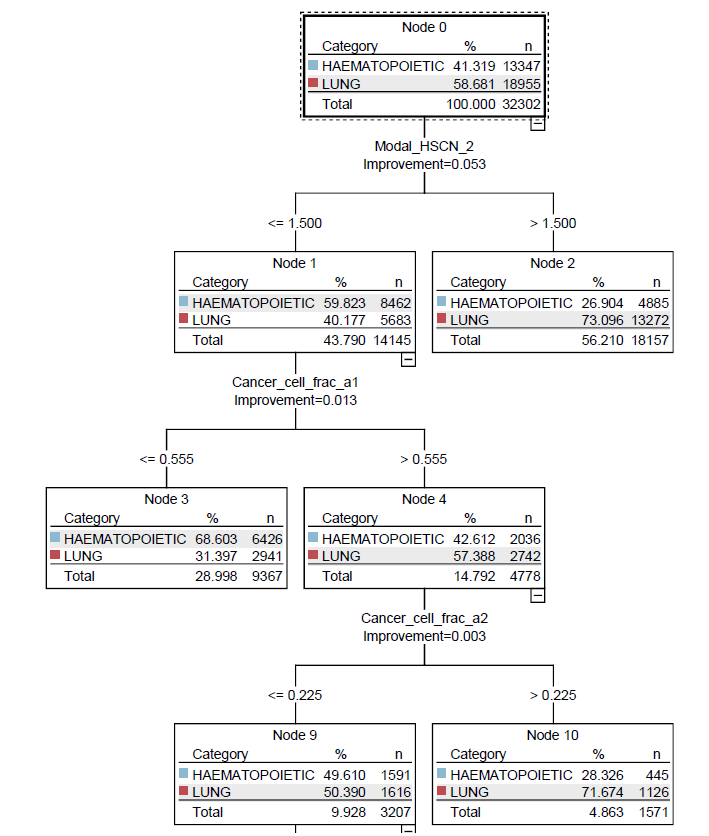 Node 0
Category % n
HAEMATOPOIETIC 41.319 13347
LUNG 58.681 18955
Total 100.000 32302
Modal_HSCN_2
Improvement=0.053
<= 1.500 > 1.500
Node 1 Node 2
Category % n Category % n
HAEMATOPOIETIC 59.823 8462 HAEMATOPOIETIC 26.904 4885
LUNG 40.177 5683 LUNG 73.096 13272
Total 43.790 14145 Total 56.210 18157
Cancer_cell_frac_a1
Improvement=0.013
<= 0.555 > 0.555
Node 3 Node 4
Category % n Category % n
HAEMATOPOIETIC 68.603 6426 HAEMATOPOIETIC 42.612 2036
LUNG 31.397 2941 LUNG 57.388 2742
Total 28.998 9367 Total 14.792 4778
Cancer_cell_frac_a2
Improvement=0.003
<= 0.225 > 0.225
Node 9 Node 10
Category % n Category % n
HAEMATOPOIETIC 49.610 1591 HAEMATOPOIETIC 28.326 445
LUNG 50.390 1616 LUNG 71.674 1126
Total 9.928 3207 Total 4.863 1571